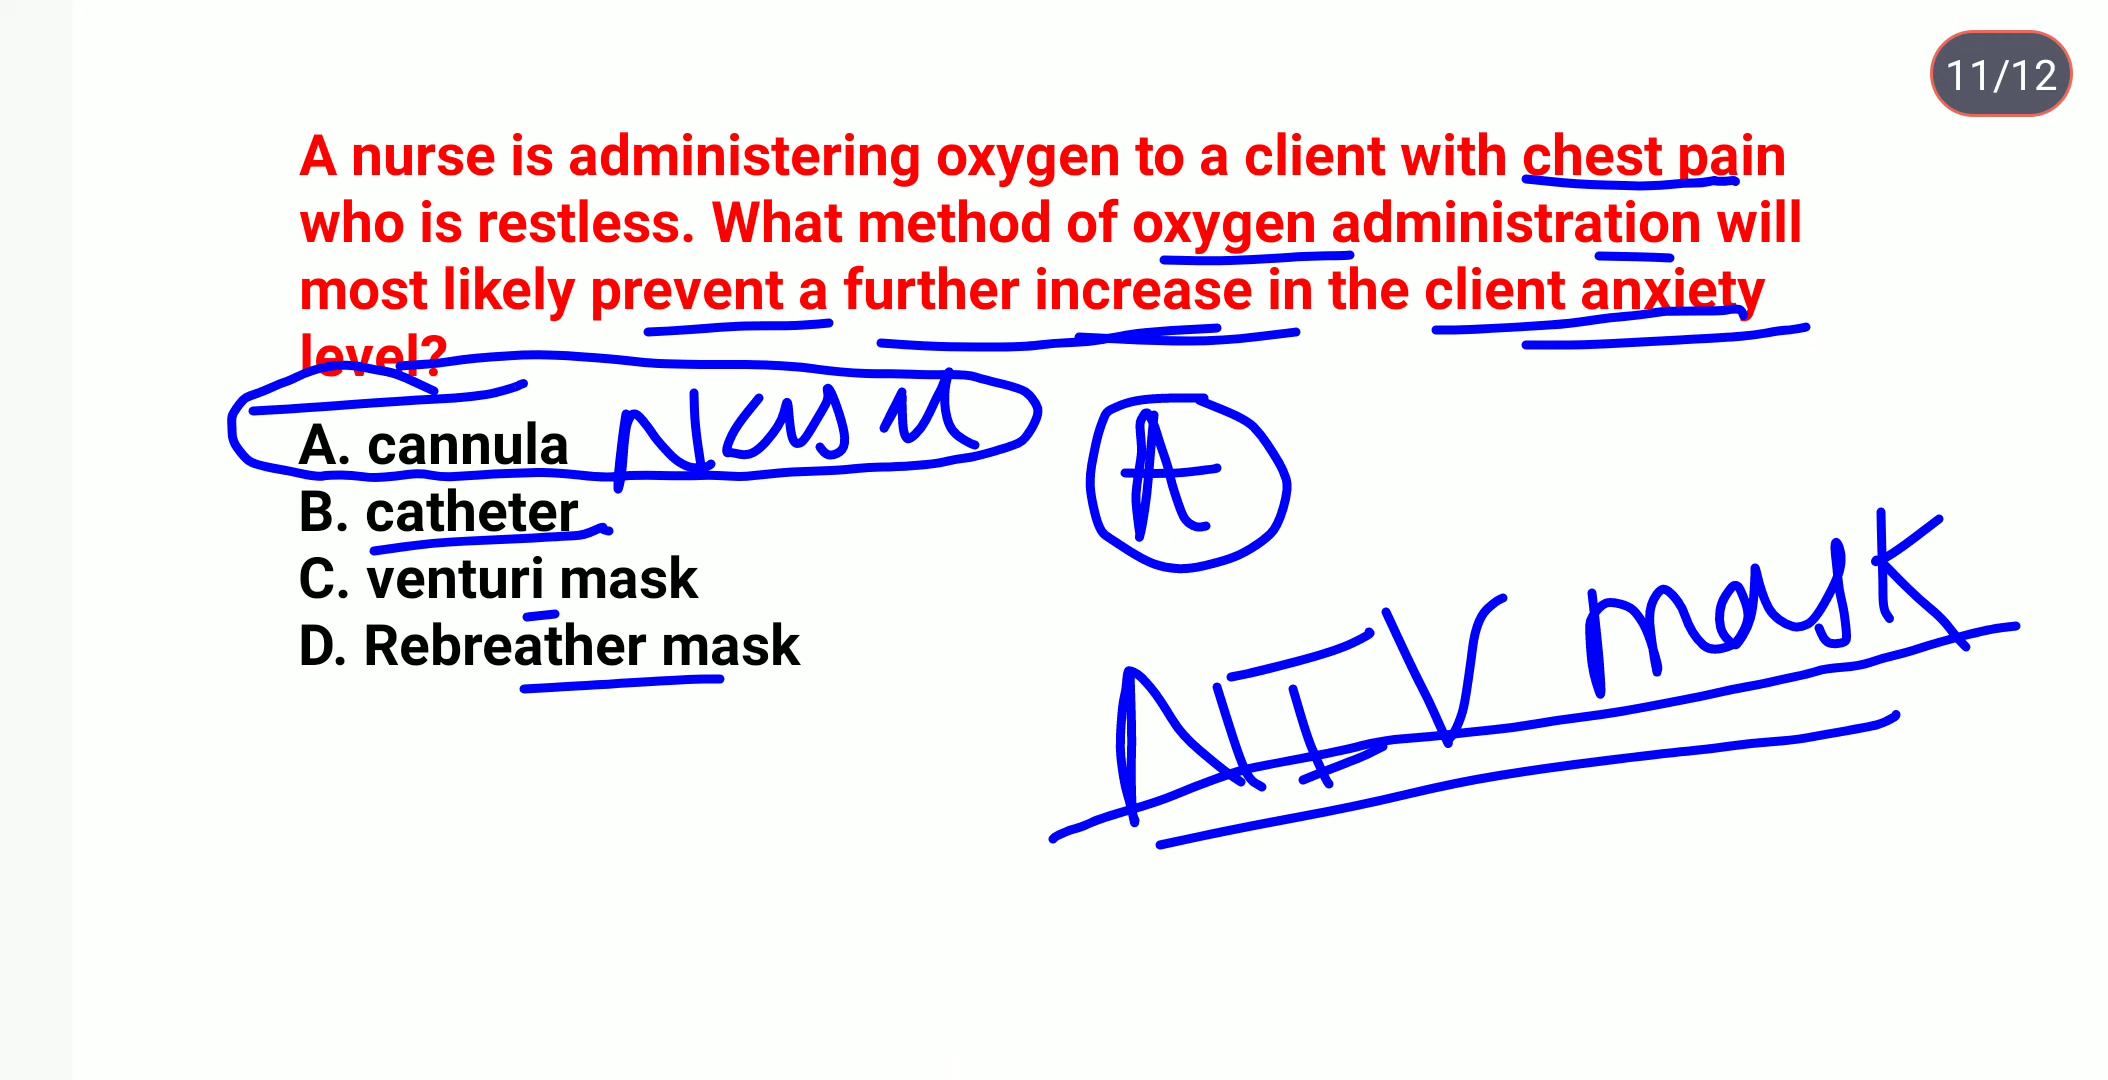 11/12
A nurse is administering oxygen to a client with chest pain
who is restless. What method of oxygen administration will
most likely prevent a further increase in the client anxiety
level?
A. cannula Nasal
A
B. catheter
C. venturi mask
D. Rebreather mask
NIV mask